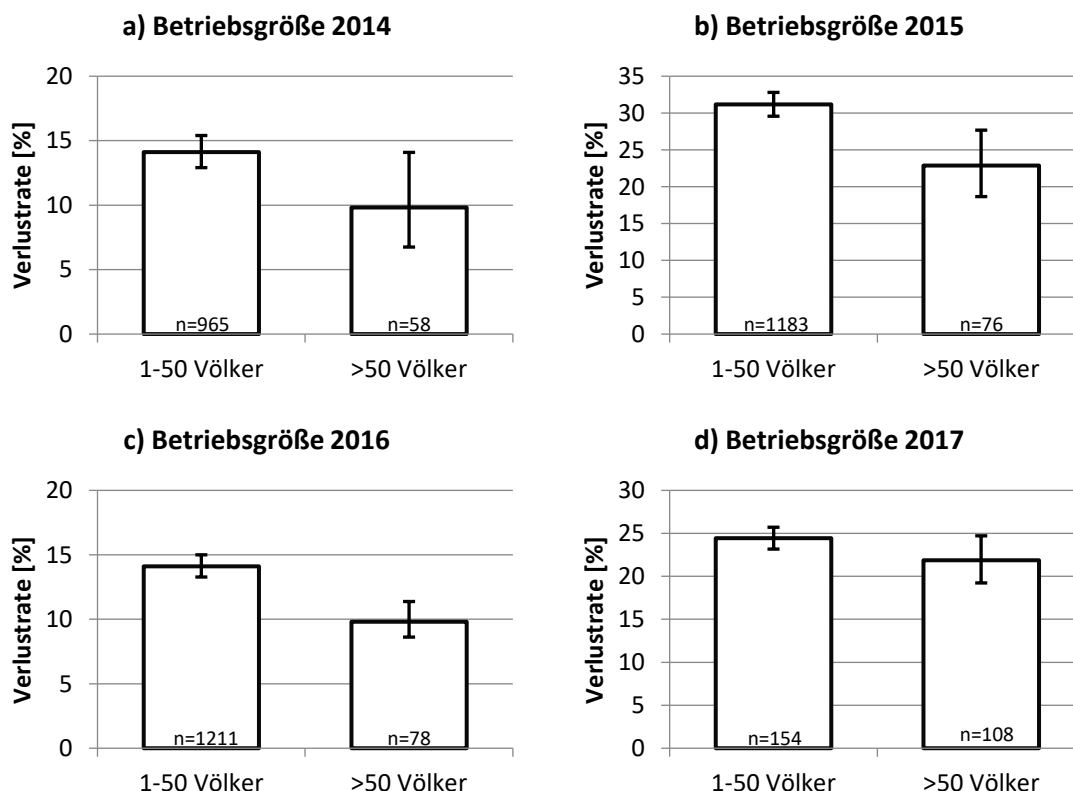 a) Betriebsgröße 2014
Verlustrate [%]
20
15
10
5
0
n=965
n=58
1-50 Völker
>50 Völker
b) Betriebsgröße 2015
Verlustrate [%]
35
30
25
20
15
10
5
0
n=1183
n=76
1-50 Völker
>50 Völker
c) Betriebsgröße 2016
Verlustrate [%]
20
15
10
5
0
n=1211
n=78
1-50 Völker
>50 Völker
d) Betriebsgröße 2017
Verlustrate [%]
30
25
20
15
10
5
0
n=154
n=108
1-50 Völker
>50 Völker